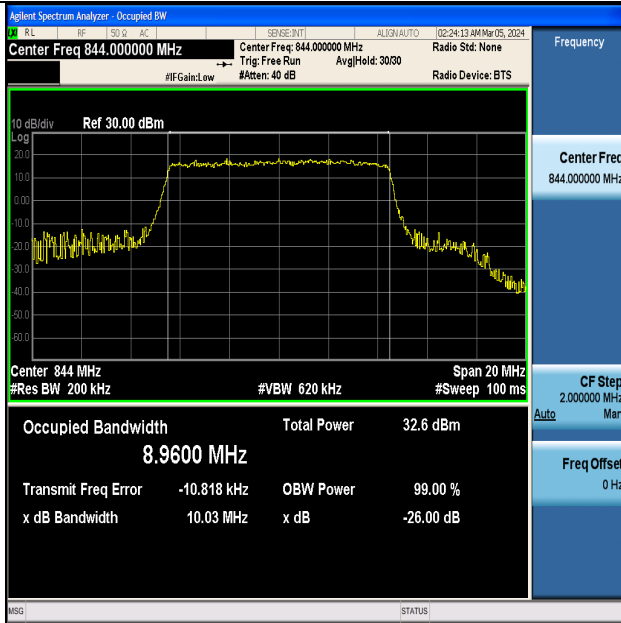 Agilent Spectrum Analyzer - Occupied BW
RL RF 50 Ω AC SENSE:INT ALIGN AUTO 02:24:13 AM Mar 05, 2024
Center Freq 844.000000 MHz
Center Freq: 844.000000 MHz
Radio Std: None
Trig: Free Run Avg|Hold: 30/30
#IFGain:Low
#Atten: 40 dB
Radio Device: BTS
Frequency
10 dB/div Ref 30.00 dBm
Log
20.0
10.0
0.00
-10.0
-20.0
-30.0
-40.0
-50.0
-60.0
Center 844 MHz Span 20 MHz
#Res BW 200 kHz #VBW 620 kHz #Sweep 100 ms
Occupied Bandwidth Total Power 32.6 dBm
8.9600 MHz
Transmit Freq Error -10.818 kHz OBW Power 99.00 %
x dB Bandwidth 10.03 MHz x dB -26.00 dB
Center Freq
844.000000 MHz
CF Step
2.000000 MHz
Auto Man
Freq Offset
0 Hz
MSG STATUS